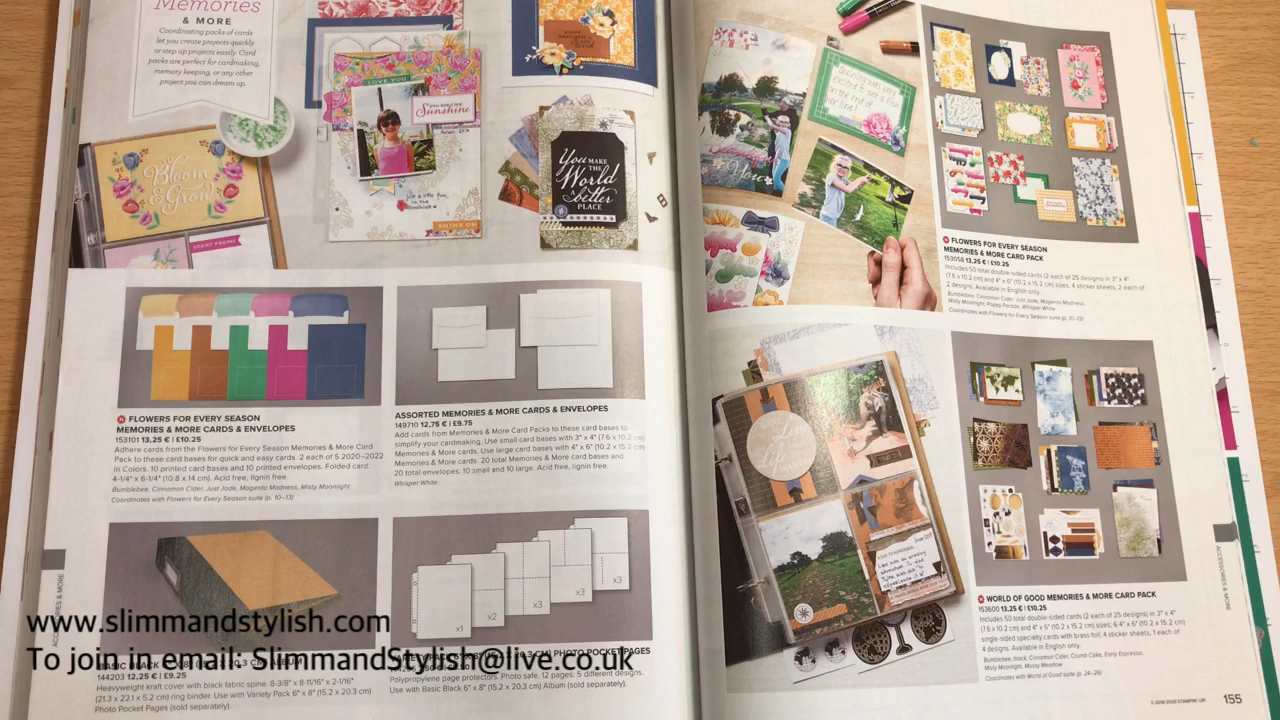 Memories
& MORE
Coordinating packs of cards
let you create projects quickly
or step up projects easily. Card
packs are perfect for cardmaking,
memory keeping, or any other
project you can dream up.
LOVE YOU
you are my
Sunshine
SHINE ON
Bloom
& Grow
START FRESH
You MAKE
THE
World
A better
PLACE
FLOWERS FOR EVERY SEASON
MEMORIES & MORE CARDS & ENVELOPES
153101 13,25 € | £10.25
Adhere cards from the Flowers for Every Season Memories & More Card
Pack to these card bases for quick and easy cards. 2 each of 5 2020–2022
In Colors. 10 printed card bases and 10 printed envelopes. Folded card:
4-1/4" x 6-1/4" (10.8 x 14 cm). Acid free, lignin free.
Bumblebee, Cinnamon Cider, Just Jade, Magenta Madness, Misty Moonlight
Coordinates with Flowers for Every Season suite (p. 10–13)
ASSORTED MEMORIES & MORE CARDS & ENVELOPES
149710 12,75 € | £9.75
Add cards from Memories & More Card Packs to these card bases to
simplify your cardmaking. Use small card bases with 3" x 4" (7.6 x 10.2 cm)
Memories & More cards. Use large card bases with 4" x 6" (10.2 x 15.2 cm)
Memories & More cards. 20 total Memories & More card bases and
20 total envelopes: 10 small and 10 large. Acid free, lignin free.
Whisper White
x1
x2
x3
x3
x3
ACCESSORIES & MORE
www.slimmandstylish.com
To join in email: SlimmandStylish@live.co.uk
BASIC BLACK
144203 12,25 € | £9.25
Heavyweight kraft cover with black fabric spine. 8-3/8" x 8-11/16" x 2-1/16"
(21.3 x 22.1 x 5.2 cm) ring binder. Use with Variety Pack 6" x 8" (15.2 x 20.3 cm)
Photo Pocket Pages (sold separately).
PHOTO POCKET PAGES
Polypropylene page protectors. Photo safe. 12 pages: 5 different designs.
Use with Basic Black 6" x 8" (15.2 x 20.3 cm) Album (sold separately).
FLOWERS FOR EVERY SEASON
MEMORIES & MORE CARD PACK
153058 13,25 € | £10.25
Includes 50 total double-sided cards (2 each of 25 designs) in 3" x 4"
(7.6 x 10.2 cm) and 4" x 6" (10.2 x 15.2 cm) sizes; 4 sticker sheets, 2 each of
2 designs. Available in English only.
Bumblebee, Cinnamon Cider, Just Jade, Magenta Madness,
Misty Moonlight, Poppy Parade, Whisper White
Coordinates with Flowers for Every Season suite (p. 10–13)
WORLD OF GOOD MEMORIES & MORE CARD PACK
153600 13,25 € | £10.25
Includes 50 total double-sided cards (2 each of 25 designs) in 3" x 4"
(7.6 x 10.2 cm) and 4" x 6" (10.2 x 15.2 cm) sizes; 6 4" x 6" (10.2 x 15.2 cm)
single-sided specialty cards with brass foil; 4 sticker sheets, 1 each of
4 designs. Available in English only.
Bumblebee, black, Cinnamon Cider, Crumb Cake, Early Espresso,
Misty Moonlight, Mossy Meadow
Coordinates with World of Good suite (p. 24–26)
ACCESSORIES & MORE
155